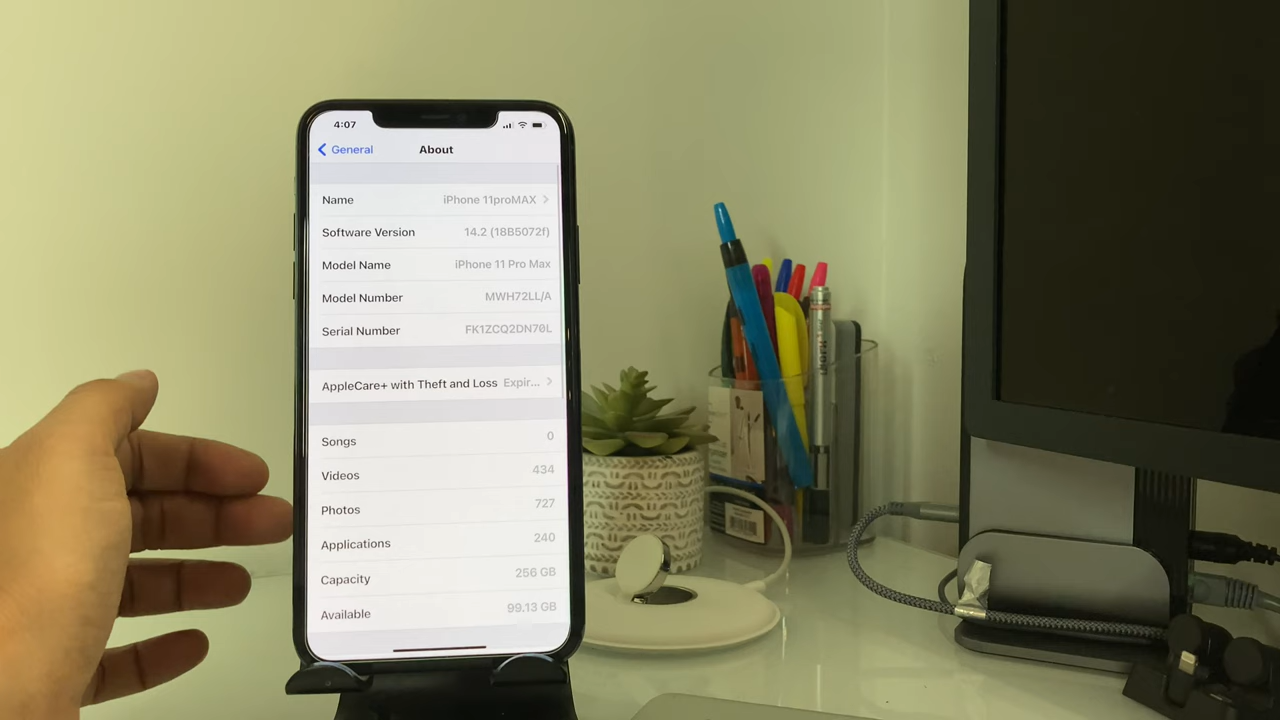 4:07
General
About
Name iPhone 11proMAX
Software Version 14.2 (18B5072f)
Model Name iPhone 11 Pro Max
Model Number MWH72LL/A
Serial Number FK1ZCQ2DN70L
AppleCare+ with Theft and Loss Expir...
Songs 0
Videos 434
Photos 727
Applications 240
Capacity 256 GB
Available 99.13 GB